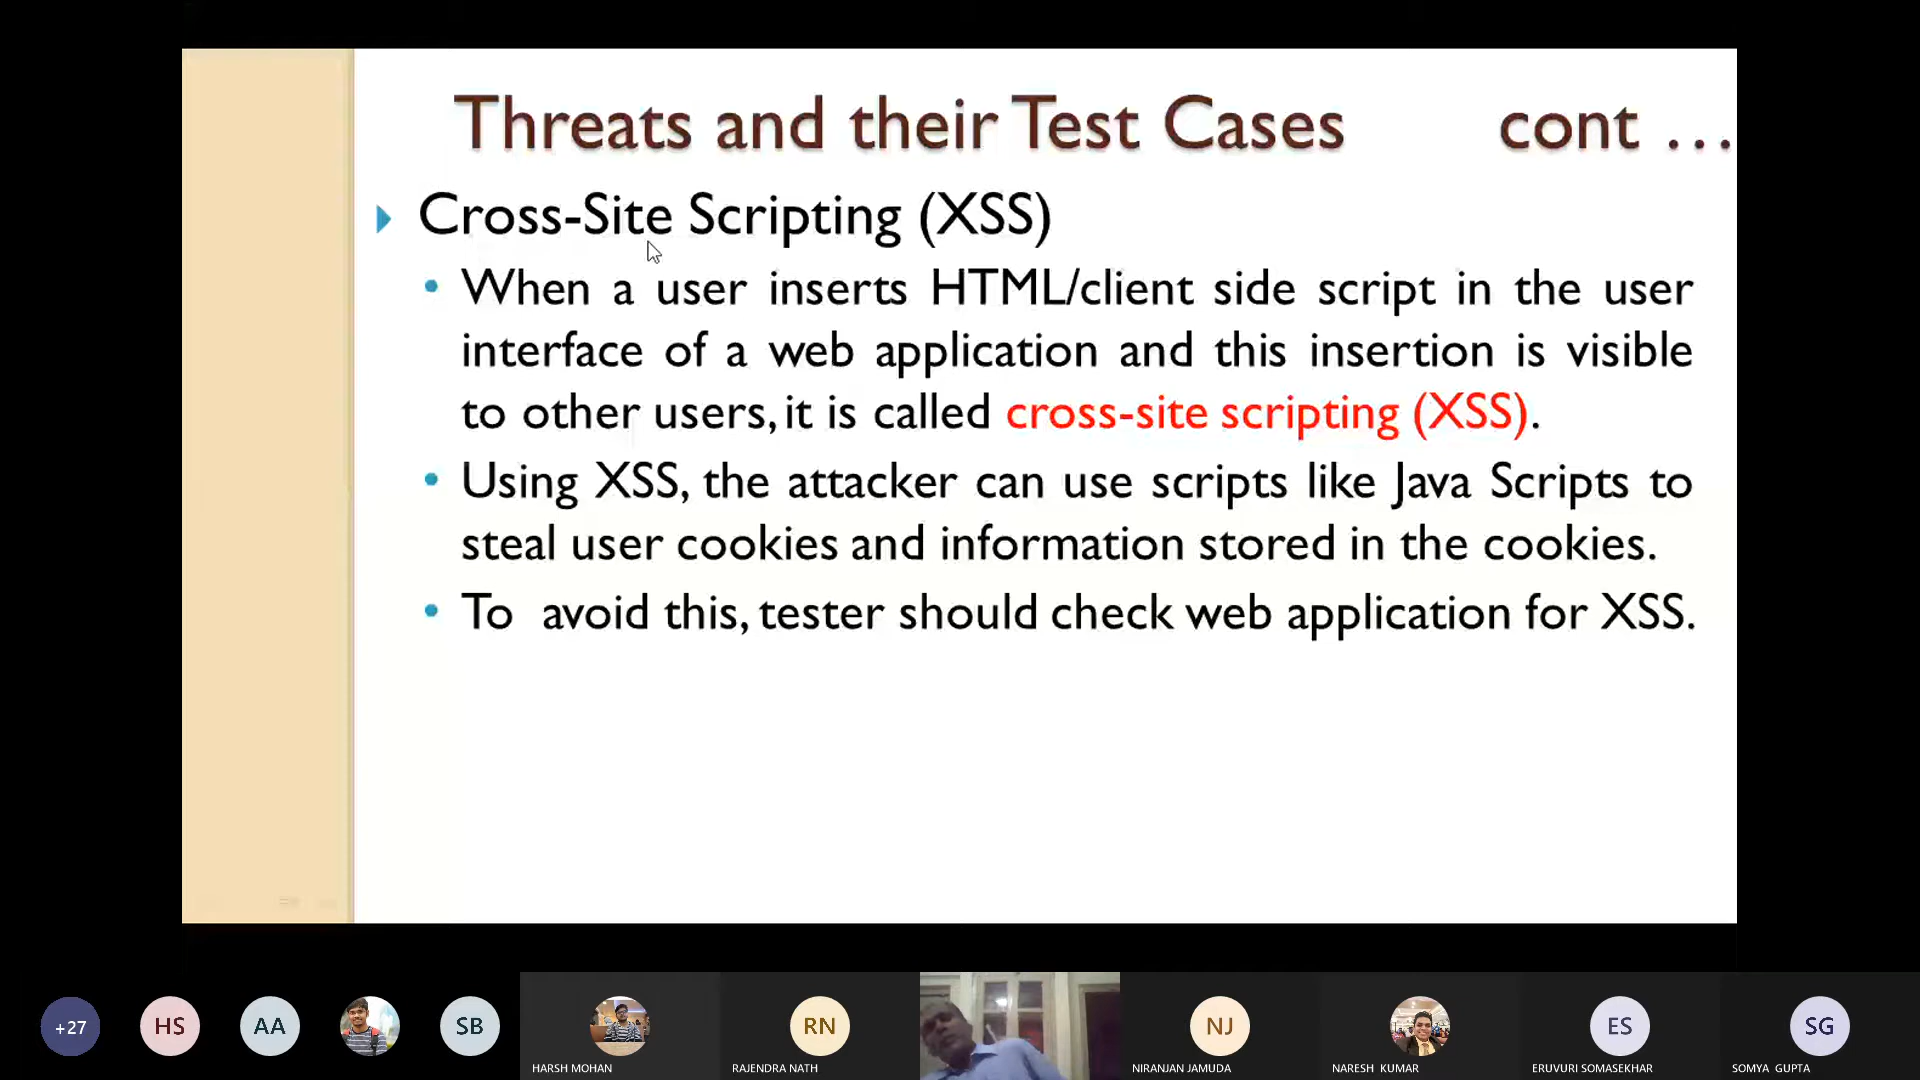 Threats and their Test Cases cont ...
Cross-Site Scripting (XSS)
When a user inserts HTML/client side script in the user
interface of a web application and this insertion is visible
to other users, it is called cross-site scripting (XSS).
Using XSS, the attacker can use scripts like Java Scripts to
steal user cookies and information stored in the cookies.
To avoid this, tester should check web application for XSS.
+27
HS
AA
SB
RN
NJ
ES
SG
HARSH MOHAN
RAJENDRA NATH
NIRANJAN JAMUDA
NARESH KUMAR
ERUVURI SOMASEKHAR
SOMYA GUPTA